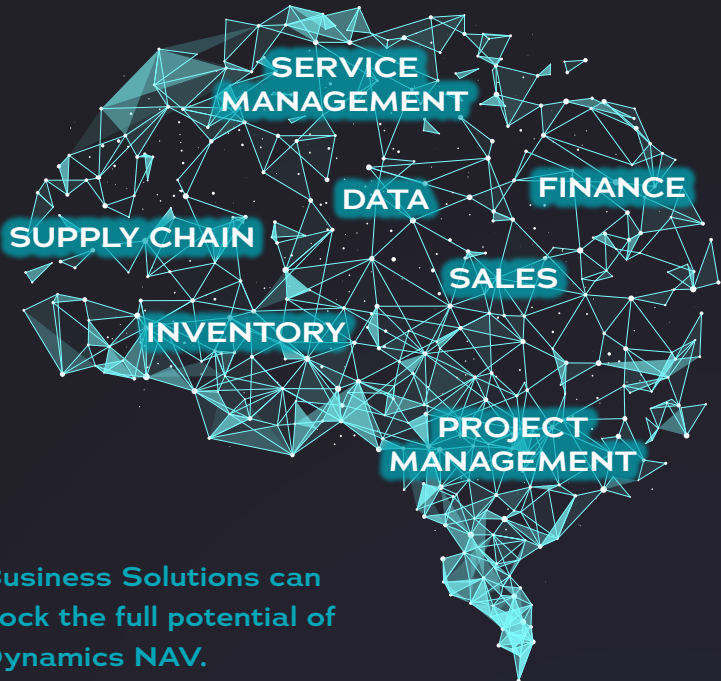 SERVICE
MANAGEMENT
DATA
FINANCE
SUPPLY CHAIN
SALES
INVENTORY
PROJECT
MANAGEMENT
Business Solutions can
ock the full potential of
Dynamics NAV.